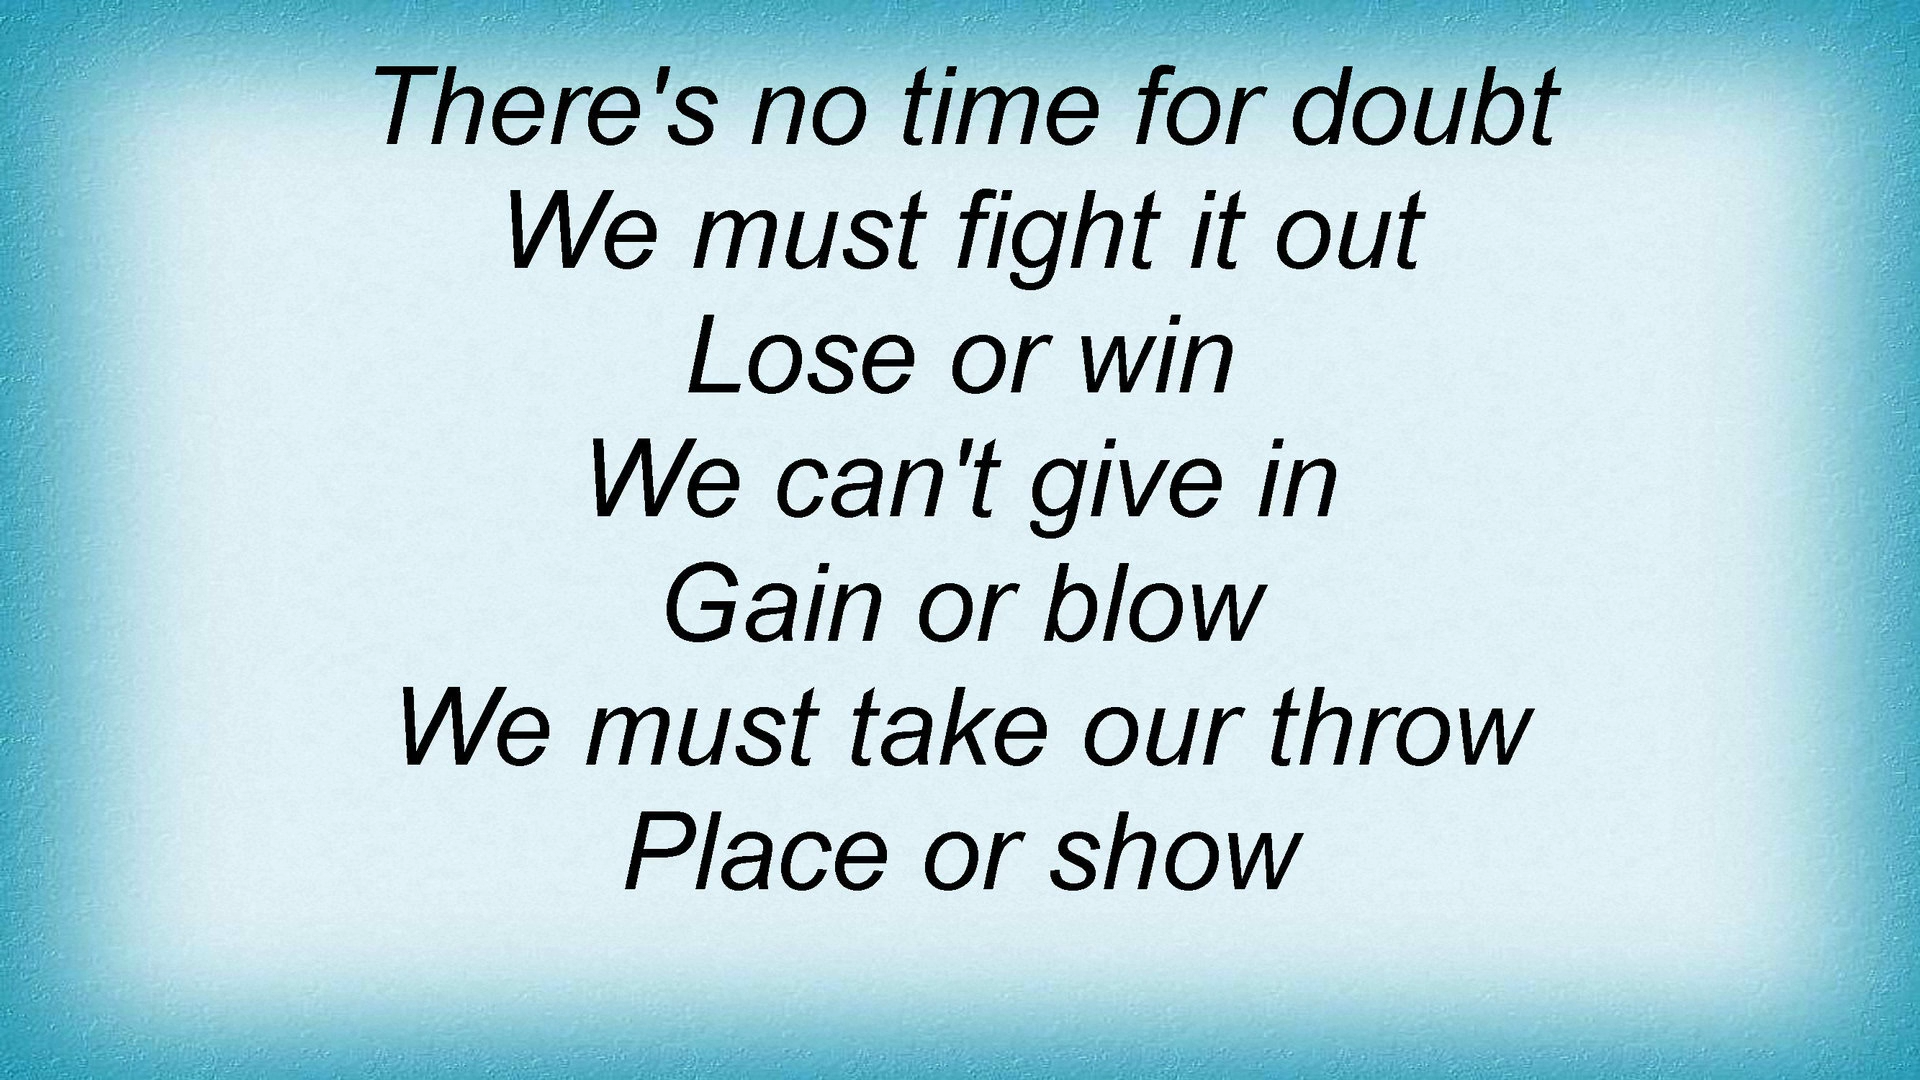 There's no time for doubt
We must fight it out
Lose or win
We can't give in
Gain or blow
We must take our throw
Place or show